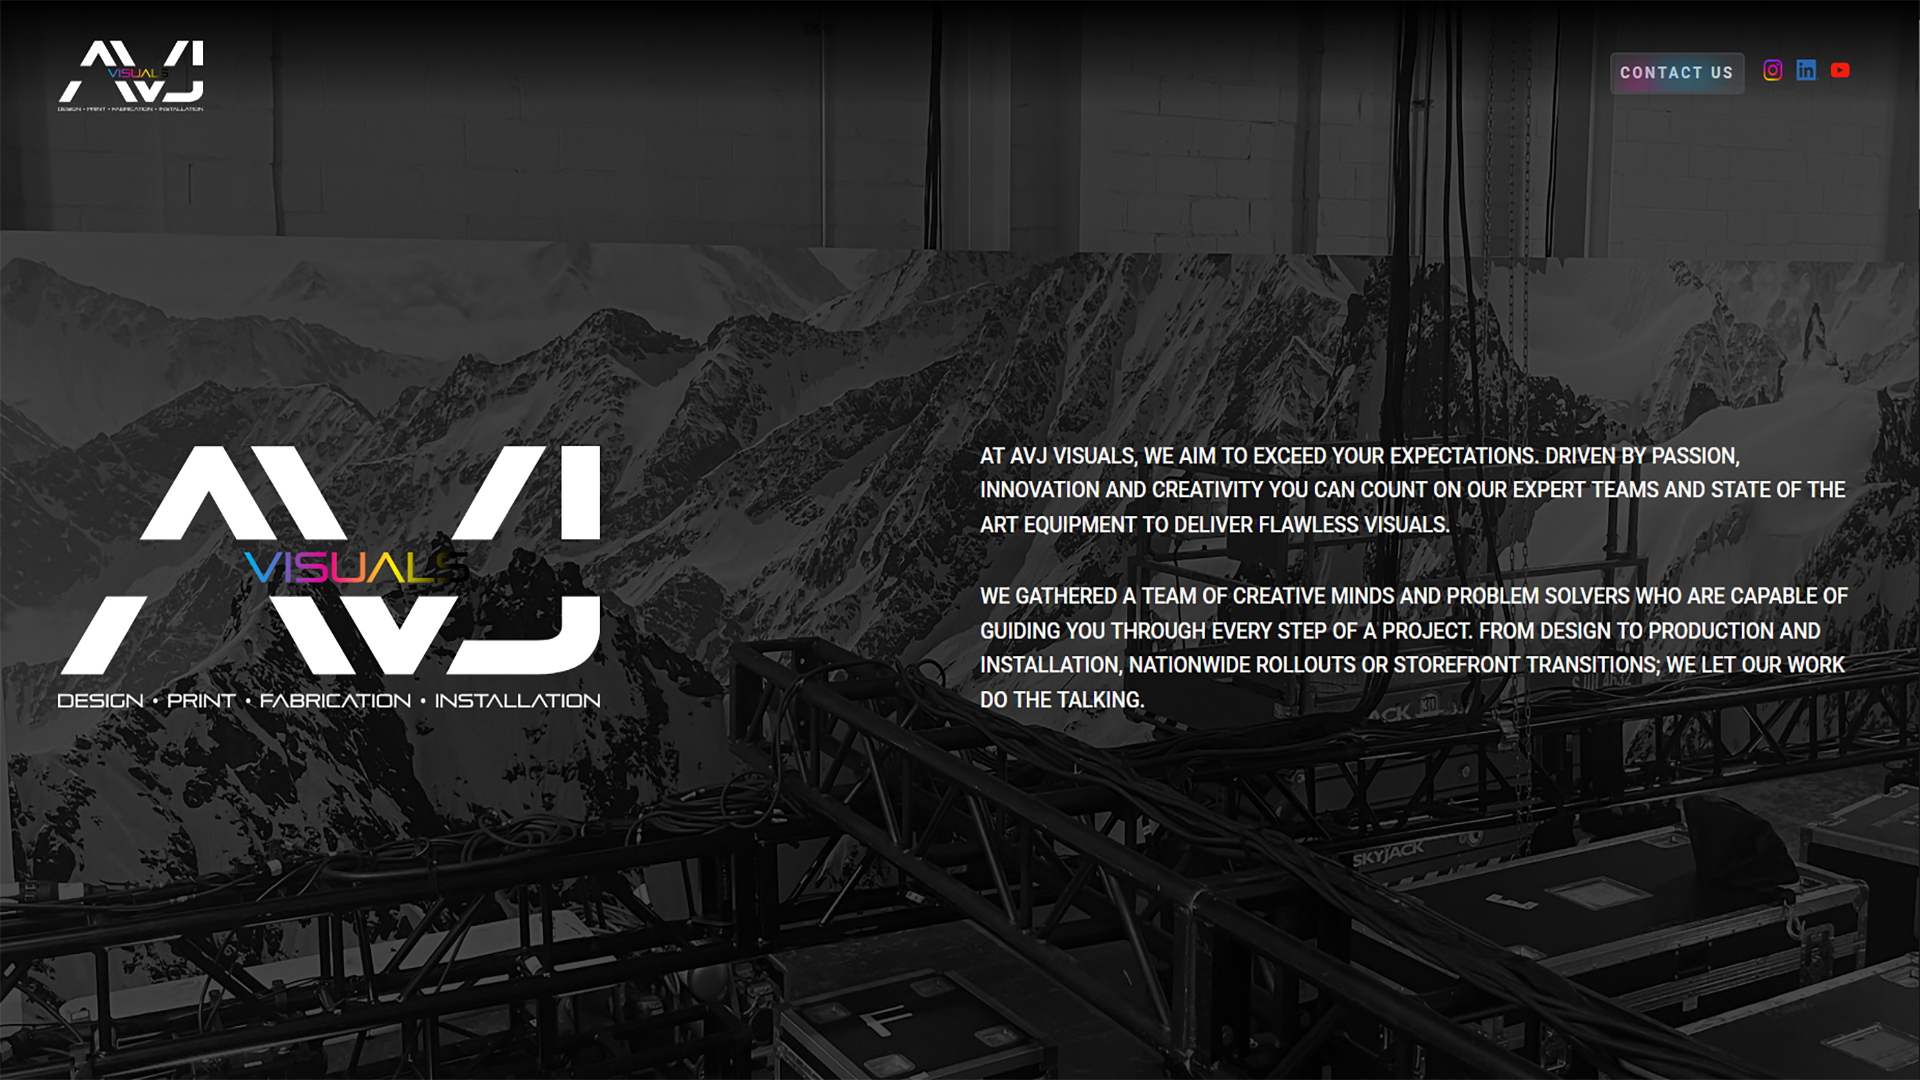 AVJ
VISUALS
DESIGN • PRINT • FABRICATION • INSTALLATION
CONTACT US
AVJ
VISUALS
DESIGN • PRINT • FABRICATION • INSTALLATION
AT AVJ VISUALS, WE AIM TO EXCEED YOUR EXPECTATIONS. DRIVEN BY PASSION,
INNOVATION AND CREATIVITY YOU CAN COUNT ON OUR EXPERT TEAMS AND STATE OF THE
ART EQUIPMENT TO DELIVER FLAWLESS VISUALS.
WE GATHERED A TEAM OF CREATIVE MINDS AND PROBLEM SOLVERS WHO ARE CAPABLE OF
GUIDING YOU THROUGH EVERY STEP OF A PROJECT. FROM DESIGN TO PRODUCTION AND
INSTALLATION, NATIONWIDE ROLLOUTS OR STOREFRONT TRANSITIONS; WE LET OUR WORK
DO THE TALKING.
SKYJACK